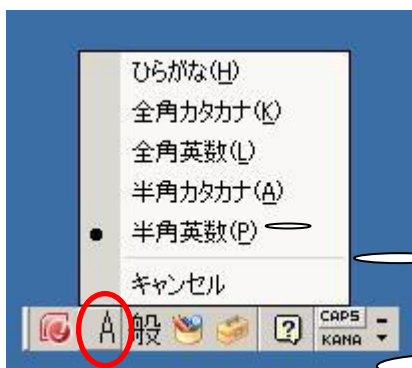 ひらがな(H)
全角カタカナ(K)
全角英数(L)
半角カタカナ(A)
半角英数(P)
キャンセル
A 般 CAPS
KANA